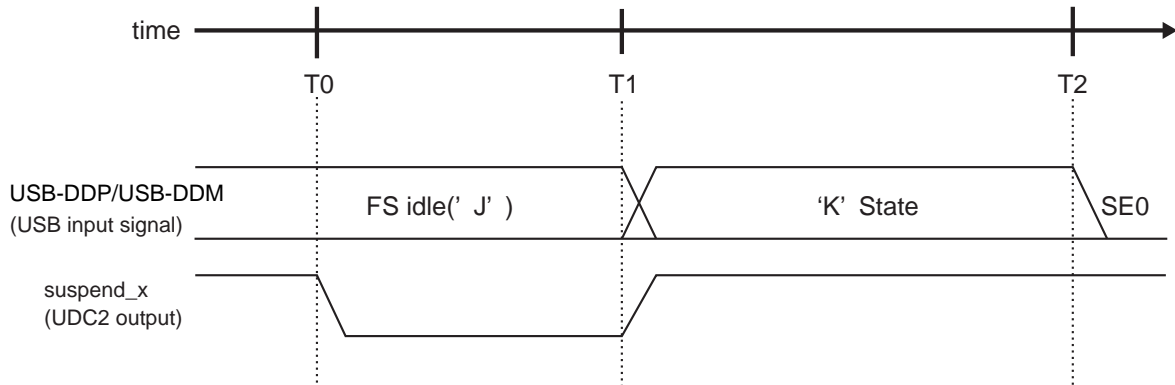 time
T0 T1 T2
USB-DDP/USB-DDM
(USB input signal)
FS idle(' J' )
‘K’ State
SE0
suspend_x
(UDC2 output)